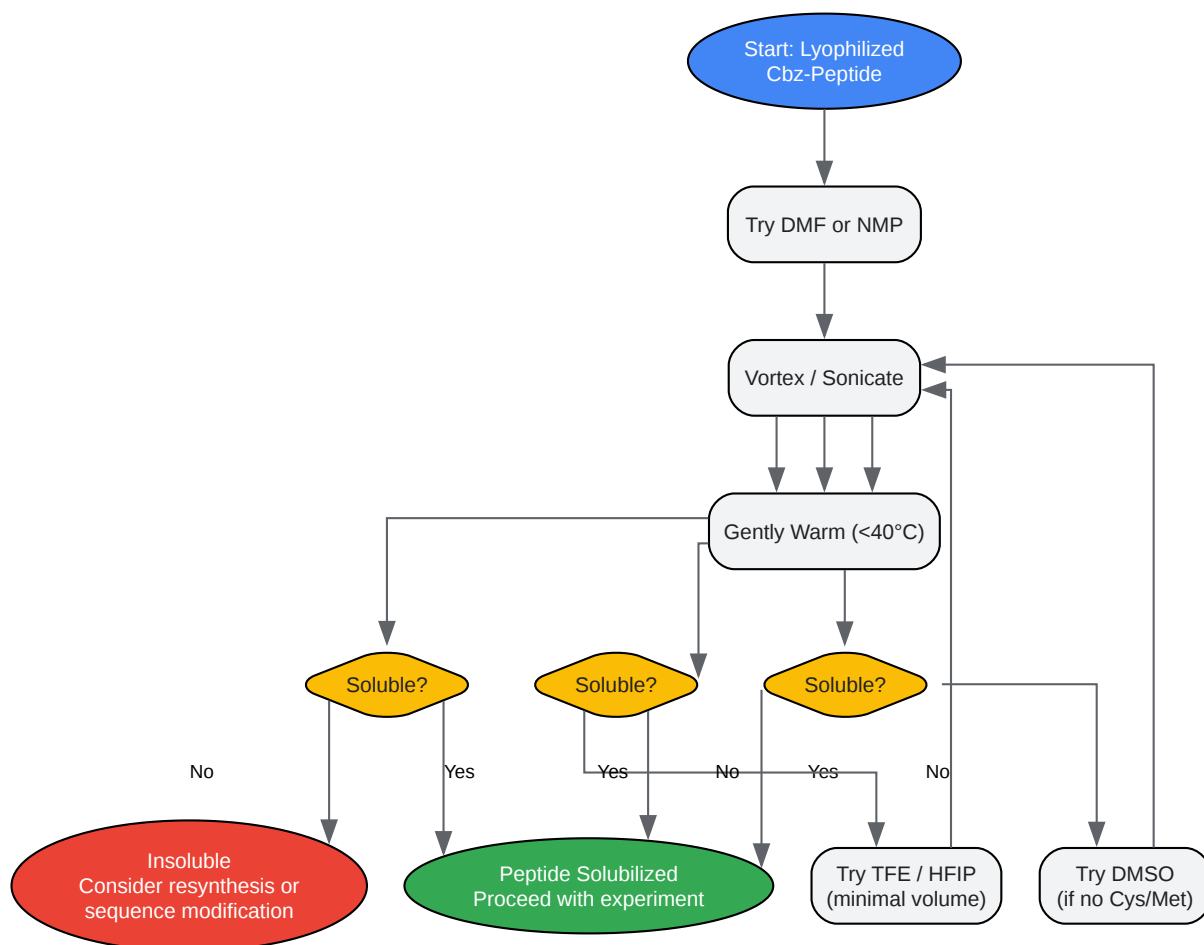 Start: Lyophilized
Cbz-Peptide
Try DMF or NMP
Vortex / Sonicate
Gently Warm (<40°C)
Soluble?
Soluble?
Soluble?
No
Yes
Yes
No
Yes
No
Insoluble
Consider resynthesis or
sequence modification
Peptide Solubilized
Proceed with experiment
Try TFE / HFIP
(minimal volume)
Try DMSO
(if no Cys/Met)